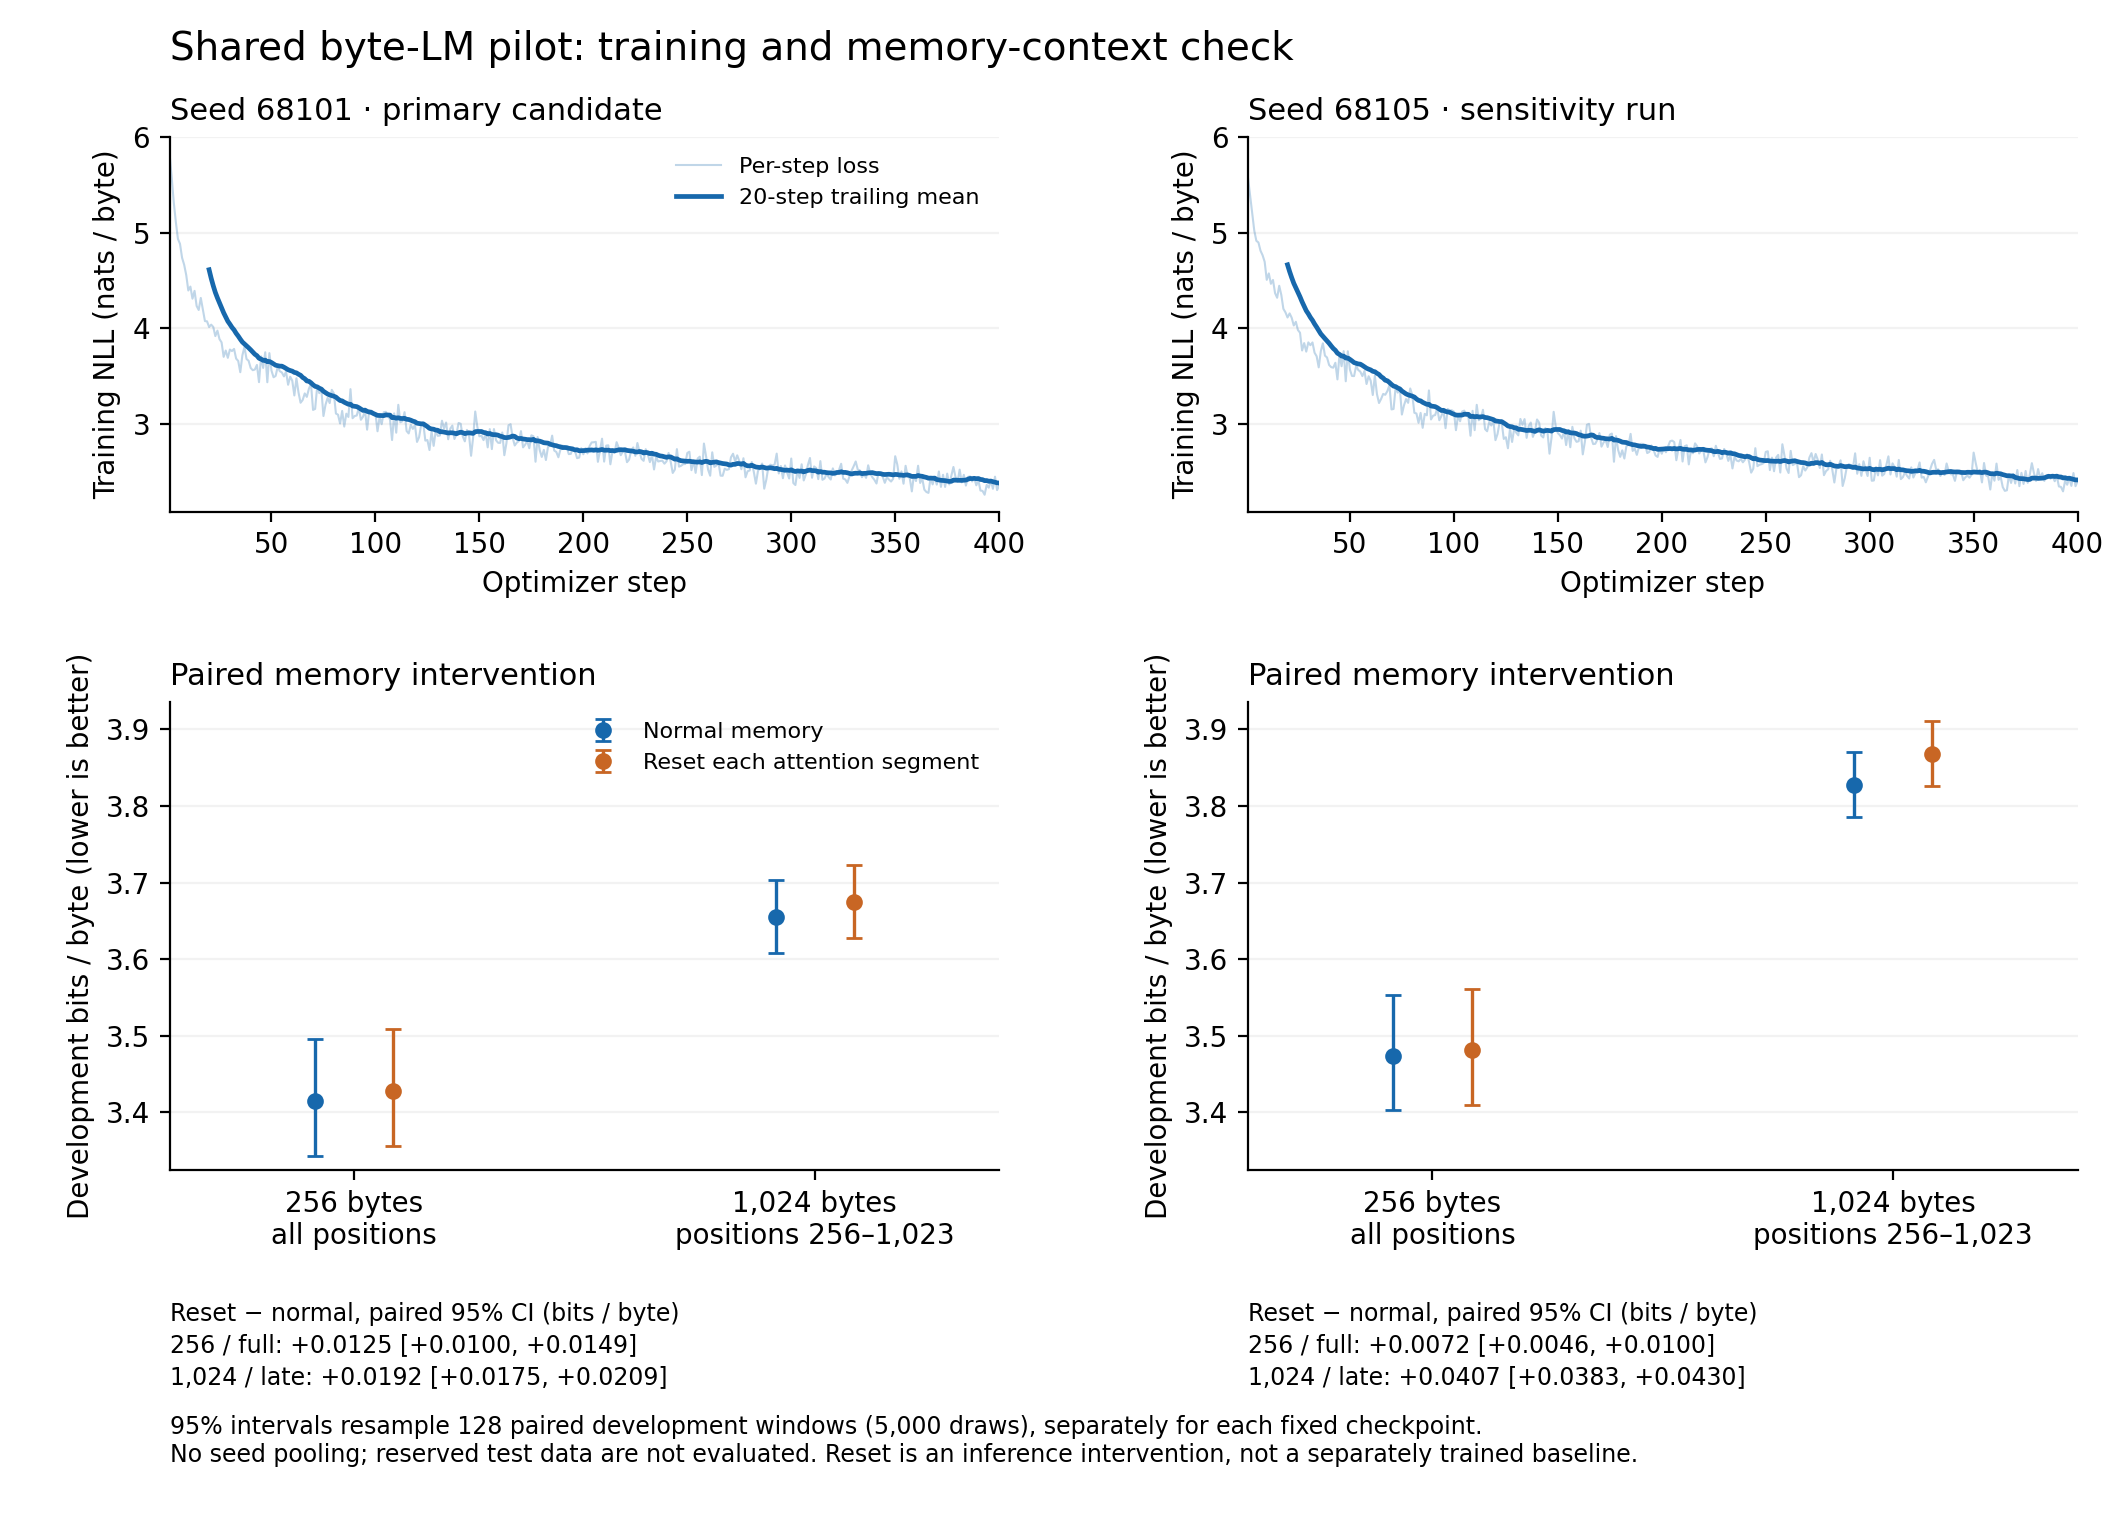 Shared byte-LM pilot: training and memory-context check
Seed 68101 · primary candidate
Training NLL (nats / byte)
6
5
4
3
Per-step loss
20-step trailing mean
50 100 150 200 250 300 350 400
Optimizer step
Seed 68105 · sensitivity run
Training NLL (nats / byte)
6
5
4
3
50 100 150 200 250 300 350 400
Optimizer step
Paired memory intervention
Development bits / byte (lower is better)
3.9
3.8
3.7
3.6
3.5
3.4
Normal memory
Reset each attention segment
256 bytes
all positions
1,024 bytes
positions 256–1,023
Paired memory intervention
Development bits / byte (lower is better)
3.9
3.8
3.7
3.6
3.5
3.4
256 bytes
all positions
1,024 bytes
positions 256–1,023
Reset − normal, paired 95% CI (bits / byte)
256 / full: +0.0125 [+0.0100, +0.0149]
1,024 / late: +0.0192 [+0.0175, +0.0209]
Reset − normal, paired 95% CI (bits / byte)
256 / full: +0.0072 [+0.0046, +0.0100]
1,024 / late: +0.0407 [+0.0383, +0.0430]
95% intervals resample 128 paired development windows (5,000 draws), separately for each fixed checkpoint.
No seed pooling; reserved test data are not evaluated. Reset is an inference intervention, not a separately trained baseline.